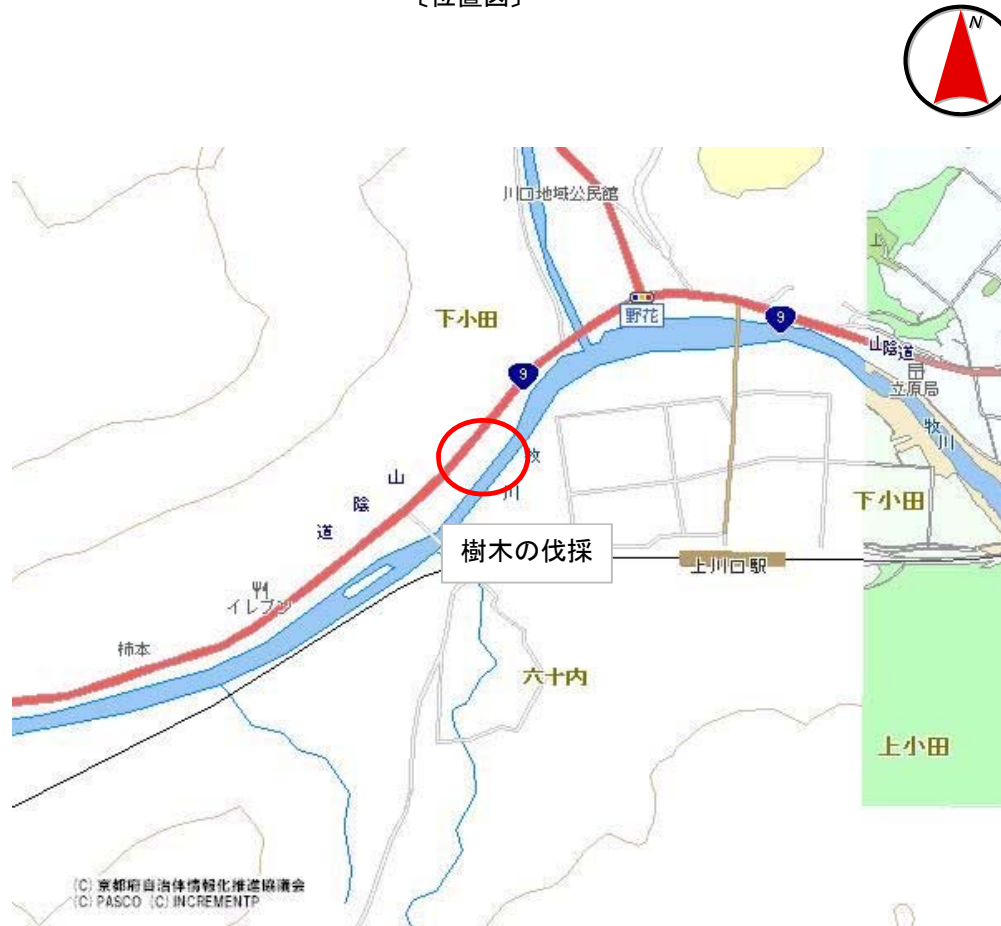 〔位置図〕
N
川口地域公民館
上
下小田
野花
9
山陰道
立原局
9
牧川
牧川
山陰道
下小田
樹木の伐採
上川口駅
イレブン
柿本
六十内
上小田
(C) 京都府自治体情報化推進協議会
(C) PASCO (C) INCREMENTP